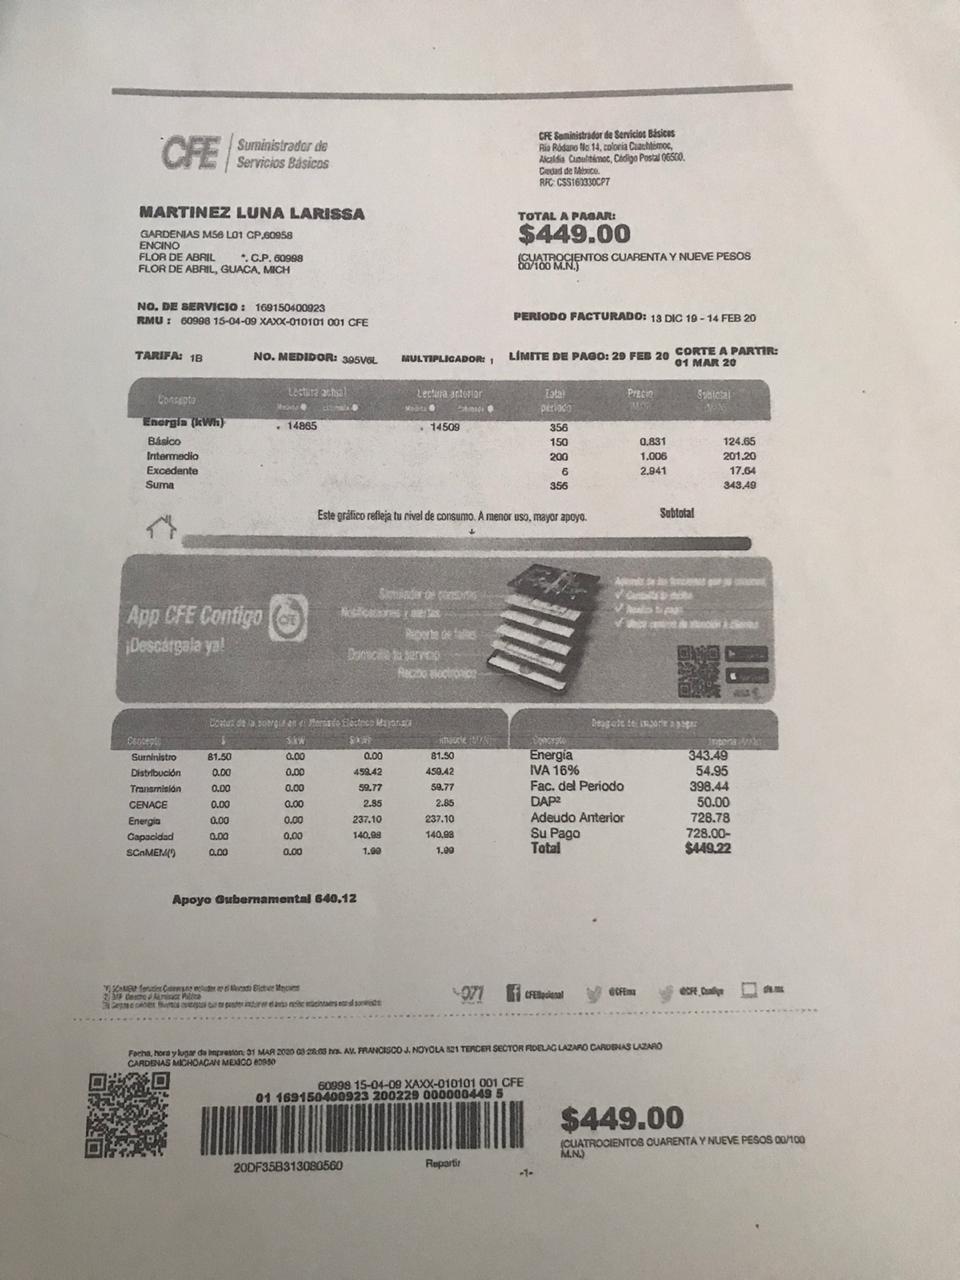 CFE
Suministrador de
Servicios Básicos
CFE Suministrador de Servicios Básicos
Río Ródano No 14, colonia Cuauhtémoc,
Alcaldía Cuauhtémoc, Código Postal 06500,
Ciudad de México.
RFC: CSS160330CP7
MARTINEZ LUNA LARISSA
GARDENIAS M56 L01 CP.60958
ENCINO
FLOR DE ABRIL *. C.P. 60998
FLOR DE ABRIL, GUACA, MICH
TOTAL A PAGAR:
$449.00
(CUATROCIENTOS CUARENTA Y NUEVE PESOS
00/100 M.N.)
NO. DE SERVICIO : 169150400923
RMU : 60998 15-04-09 XAXX-010101 001 CFE
PERIODO FACTURADO: 13 DIC 19 - 14 FEB 20
TARIFA: 1B NO. MEDIDOR: 395V6L MULTIPLICADOR: 1 LÍMITE DE PAGO: 29 FEB 20 CORTE A PARTIR:
01 MAR 20
Concepto Lectura actual Lectura anterior Total periodo Precio Subtotal
Medida Estimada Medida Estimada
Energía (kWh) 14865 14509 356
Básico 150 0.831 124.65
Intermedio 200 1.006 201.20
Excedente 6 2.941 17.64
Suma 356 343.49
Este gráfico refleja tu nivel de consumo. A menor uso, mayor apoyo.
Subtotal
App CFE Contigo
¡Descárgala ya!
CFE
Simulador de consumo
Notificaciones y alertas
Reporte de fallas
Domicilia tu servicio
Recibo electrónico
Costos de la energía en el Mercado Eléctrico Mayorista
Concepto $ $/kW $/kWh Importe (MXN)
Suministro 81.50 0.00 0.00 81.50
Distribución 0.00 0.00 459.42 459.42
Transmisión 0.00 0.00 59.77 59.77
CENACE 0.00 0.00 2.85 2.85
Energía 0.00 0.00 237.10 237.10
Capacidad 0.00 0.00 140.98 140.98
SCnMEM(¹) 0.00 0.00 1.99 1.99
Desglose del importe a pagar
Concepto Importe (MXN)
Energía 343.49
IVA 16% 54.95
Fac. del Periodo 398.44
DAP² 50.00
Adeudo Anterior 728.78
Su Pago 728.00-
Total $449.22
Apoyo Gubernamental 640.12
071
CFENacional
@CFEmx
@CFE_Contigo
cfe.mx
Fecha, hora y lugar de impresión: 31 MAR 2020 hrs. AV. FRANCISCO J. NOYOLA 521 TERCER SECTOR FIDELAC LAZARO CARDENAS LAZARO
CARDENAS MICHOACAN MEXICO 60950
60998 15-04-09 XAXX-010101 001 CFE
01 169150400923 200229 000000449 5
20DF35B313080560
Repartir
$449.00
(CUATROCIENTOS CUARENTA Y NUEVE PESOS 00/100
M.N.)
-1-